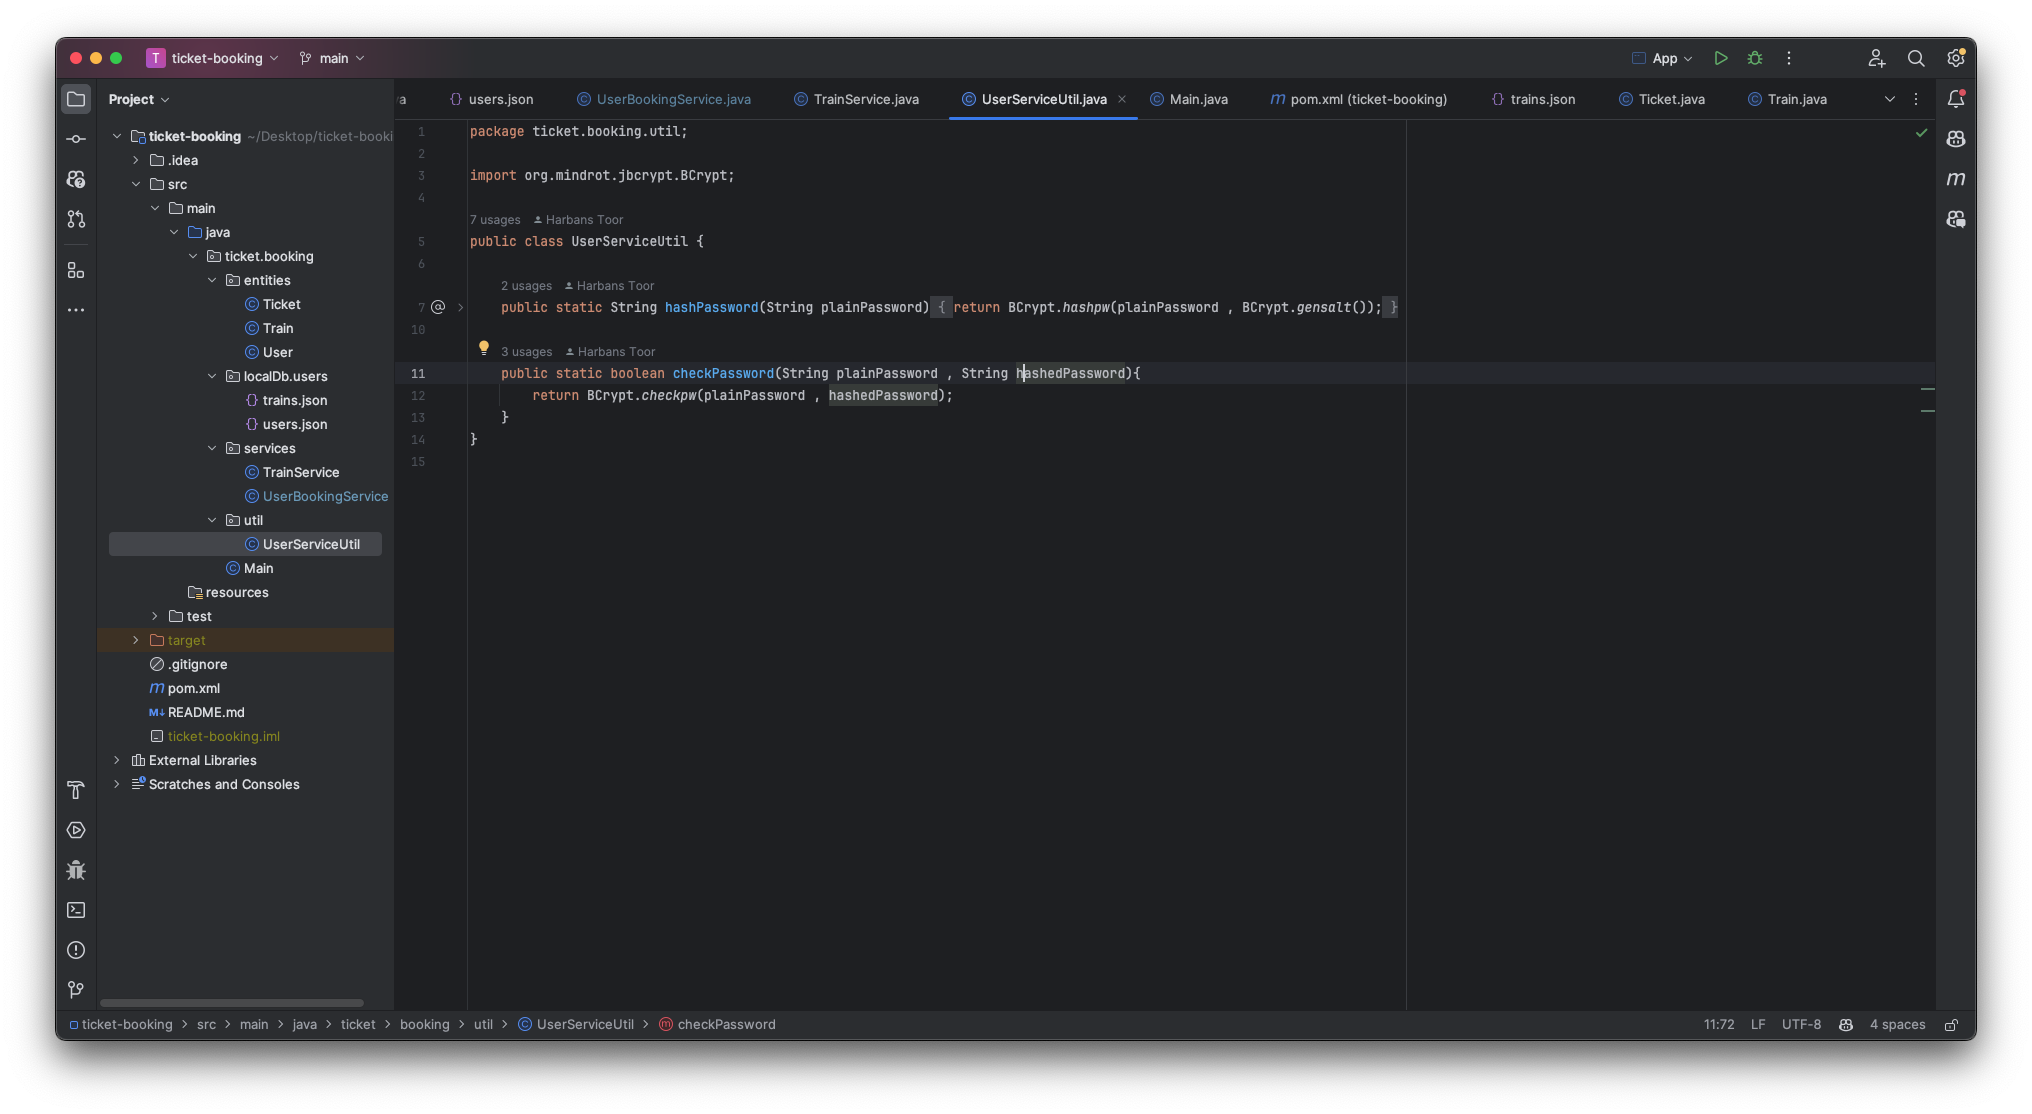 T ticket-booking main App
Project
va users.json UserBookingService.java TrainService.java UserServiceUtil.java Main.java pom.xml (ticket-booking) trains.json Ticket.java Train.java
ticket-booking ~/Desktop/ticket-booki
.idea
src
main
java
ticket.booking
entities
Ticket
Train
User
localDb.users
trains.json
users.json
services
TrainService
UserBookingService
util
UserServiceUtil
Main
resources
test
target
.gitignore
pom.xml
README.md
ticket-booking.iml
External Libraries
Scratches and Consoles
1 package ticket.booking.util;
2
3 import org.mindrot.jbcrypt.BCrypt;
4
7 usages Harbans Toor
5 public class UserServiceUtil {
6
2 usages Harbans Toor
7 @ public static String hashPassword(String plainPassword) { return BCrypt.hashpw(plainPassword , BCrypt.gensalt()); }
10
3 usages Harbans Toor
11 public static boolean checkPassword(String plainPassword , String hashedPassword){
12 return BCrypt.checkpw(plainPassword , hashedPassword);
13 }
14 }
15
ticket-booking > src > main > java > ticket > booking > util > UserServiceUtil > checkPassword
11:72 LF UTF-8 4 spaces